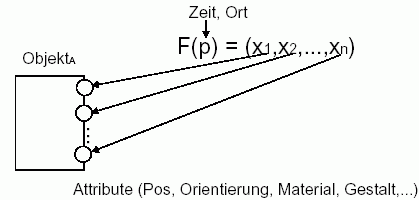 Zeit, Ort
F(p) = (x1,x2,...,xn)
ObjektA
Attribute (Pos, Orientierung, Material, Gestalt,...)